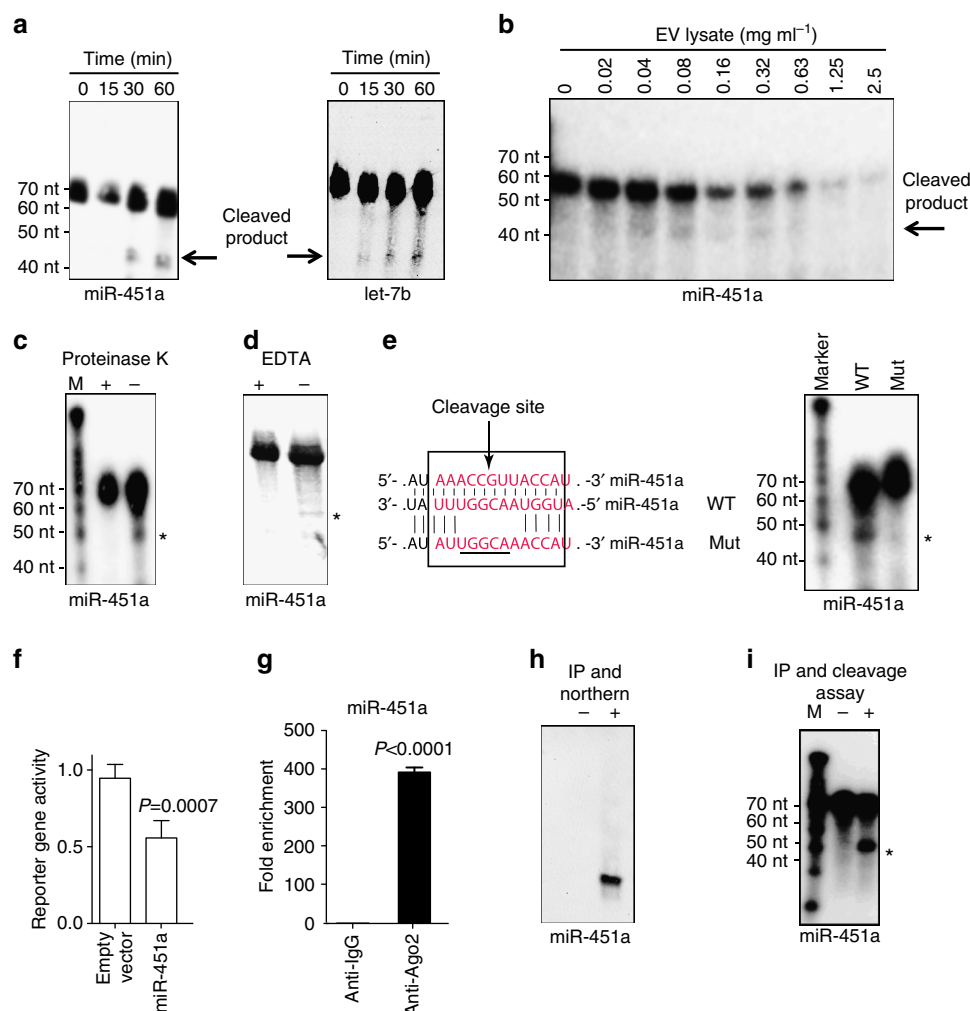 a
Time (min)
0 15 30 60
70 nt
60 nt
50 nt
40 nt
miR-451a
Cleaved
product
Time (min)
0 15 30 60
let-7b
b
EV lysate (mg ml⁻¹)
0 0.02 0.04 0.08 0.16 0.32 0.63 1.25 2.5
70 nt
60 nt
50 nt
40 nt
Cleaved
product
miR-451a
c
Proteinase K
M + –
70 nt
60 nt
50 nt
40 nt
*
miR-451a
d
EDTA
+ –
*
miR-451a
e
Cleavage site
5′- .AU AAACCGUUACCAU . -3′ miR-451a
3′- .UA UUUGGCAAUGGUA.-5′ miR-451a WT
5′- .AU AUUUGGCAAACCAU . -3′ miR-451a Mut
Marker WT Mut
70 nt
60 nt
50 nt
40 nt
*
miR-451a
f
Reporter gene activity
1.0
0.5
0.0
P=0.0007
Empty
vector
miR-451a
g
miR-451a
Fold enrichment
500
400
300
200
100
0
P<0.0001
Anti-IgG
Anti-Ago2
h
IP and
northern
– +
miR-451a
i
IP and cleavage
assay
M – +
70 nt
60 nt
50 nt
40 nt
*
miR-451a